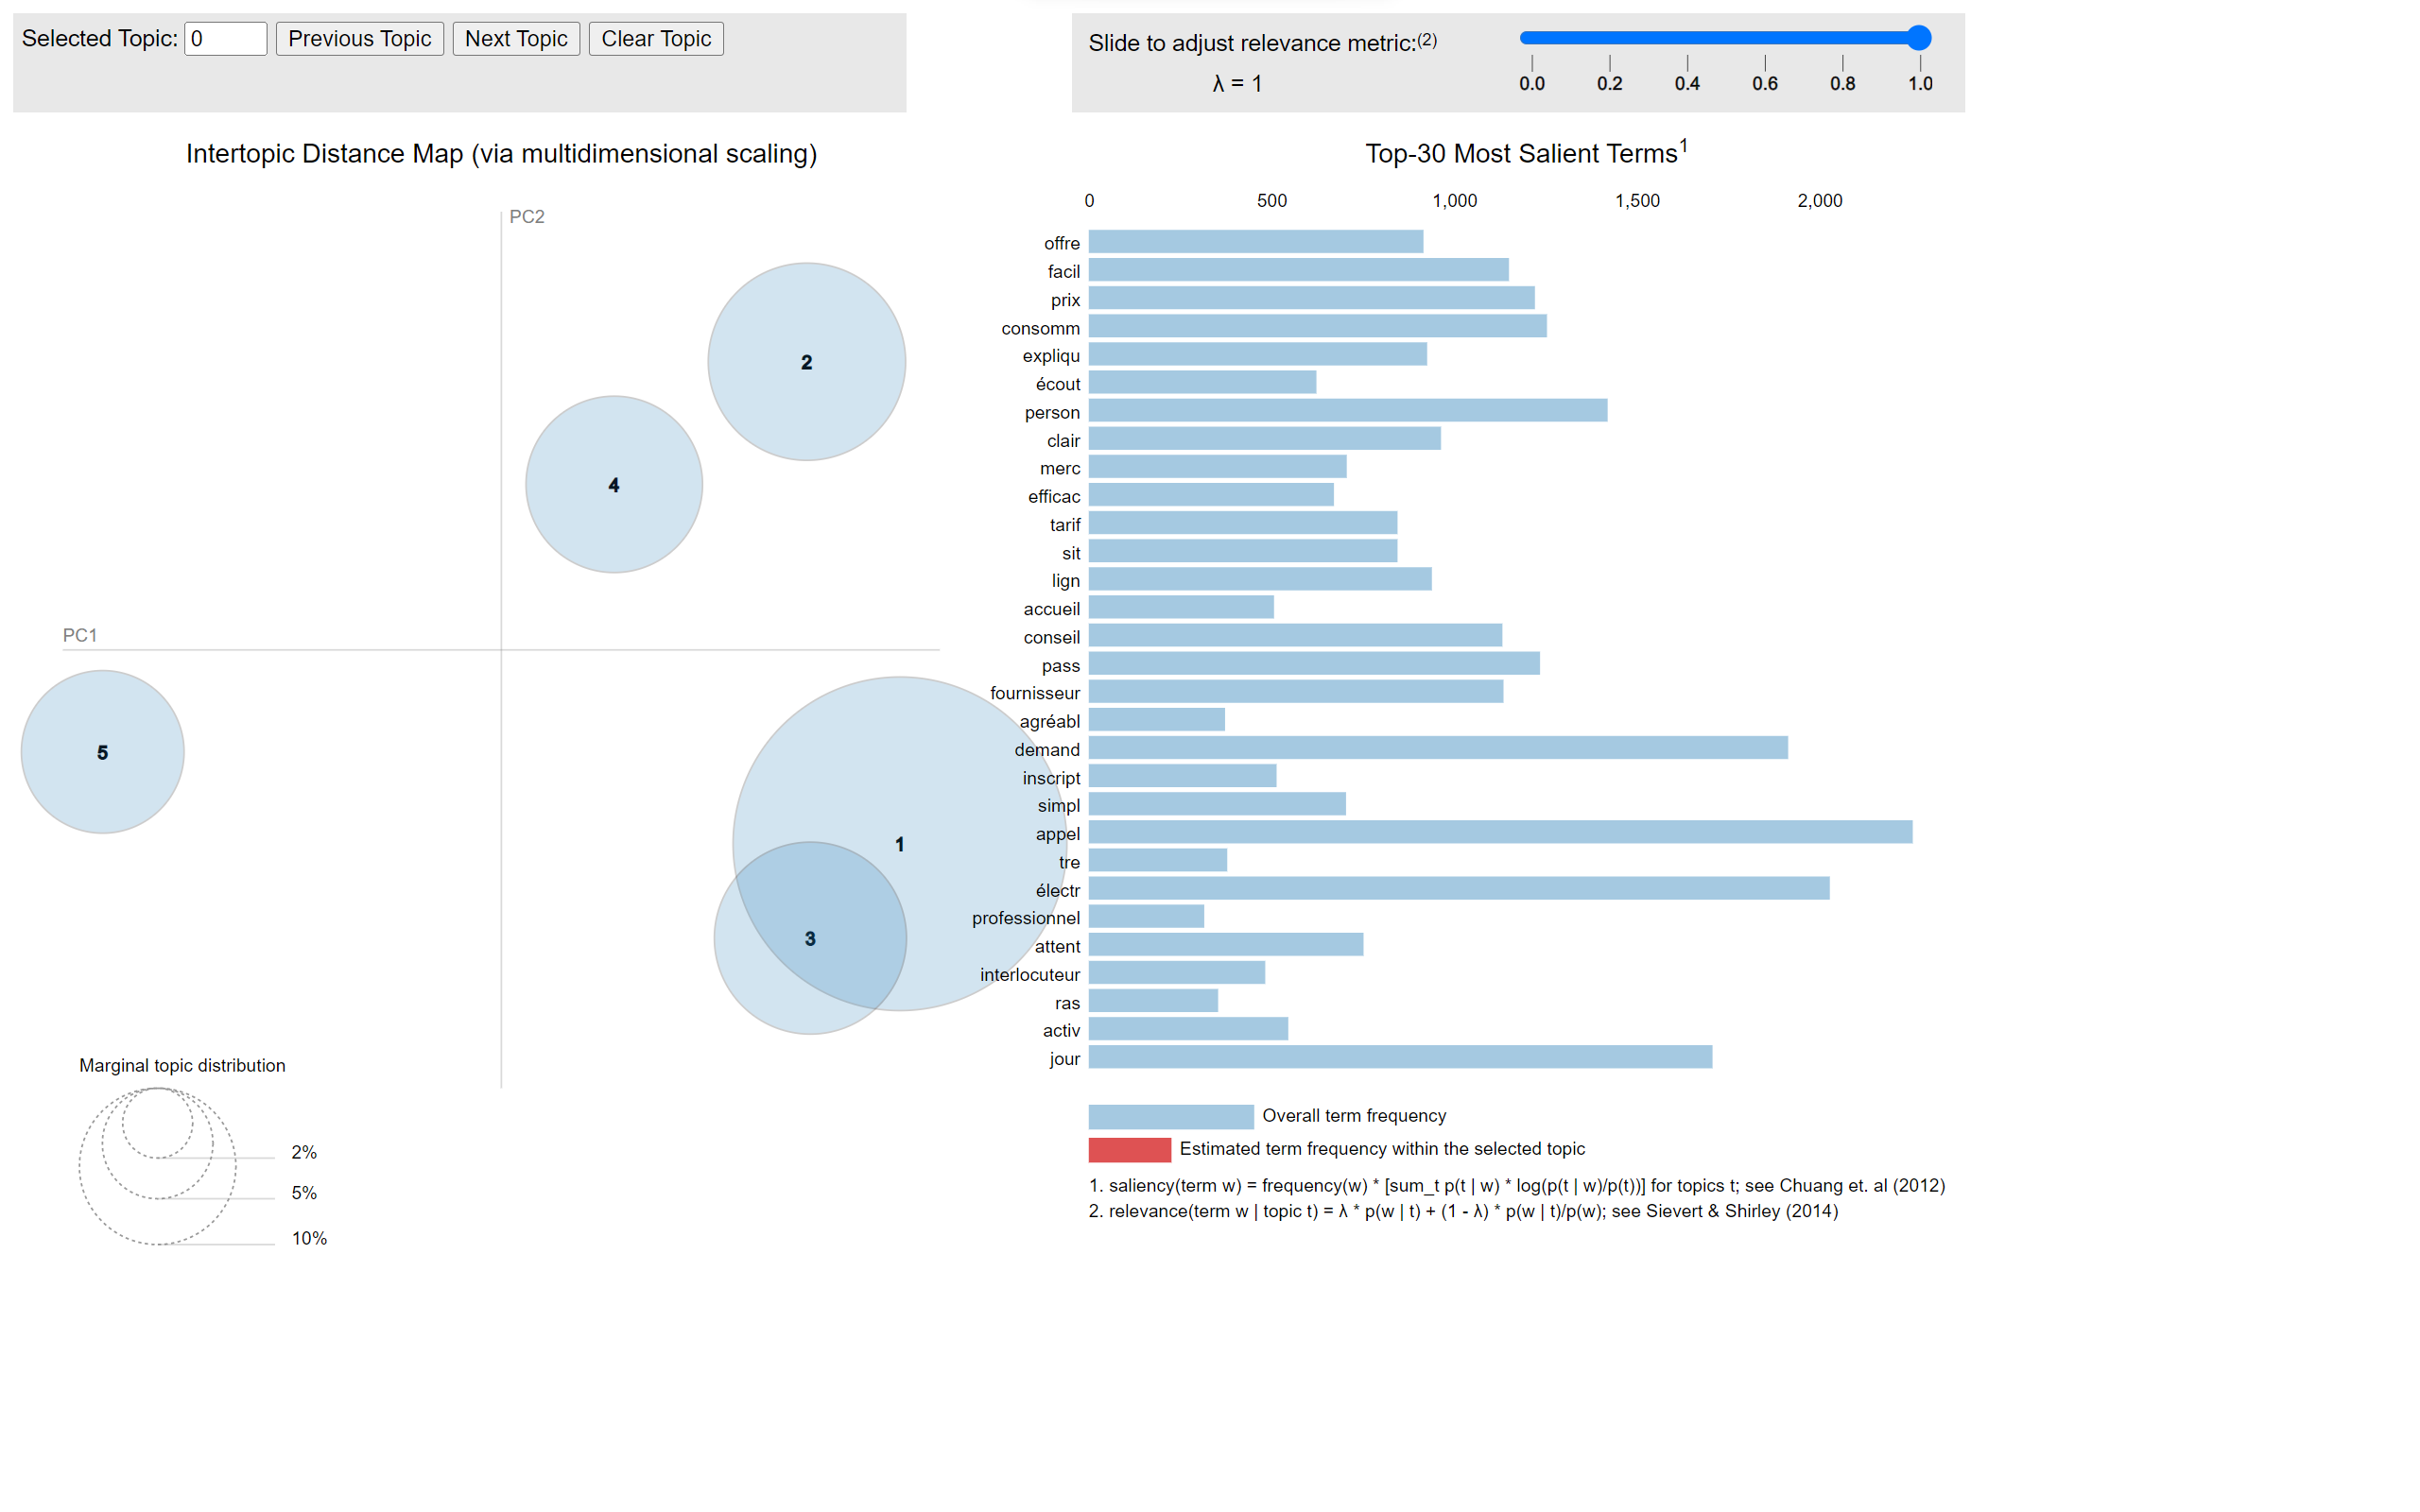 Selected Topic: 0 Previous Topic Next Topic Clear Topic
Slide to adjust relevance metric:(2)
λ = 1
0.0 0.2 0.4 0.6 0.8 1.0
Intertopic Distance Map (via multidimensional scaling)
PC2
PC1
2
4
5
1
3
Marginal topic distribution
2%
5%
10%
Top-30 Most Salient Terms1
0 500 1,000 1,500 2,000
offre
facil
prix
consomm
expliqu
écout
person
clair
merc
efficac
tarif
sit
lign
accueil
conseil
pass
fournisseur
agréabl
demand
inscript
simpl
appel
tre
électr
professionnel
attent
interlocuteur
ras
activ
jour
Overall term frequency
Estimated term frequency within the selected topic
1. saliency(term w) = frequency(w) * [sum_t p(t | w) * log(p(t | w)/p(t))] for topics t; see Chuang et. al (2012)
2. relevance(term w | topic t) = λ * p(w | t) + (1 - λ) * p(w | t)/p(w); see Sievert & Shirley (2014)